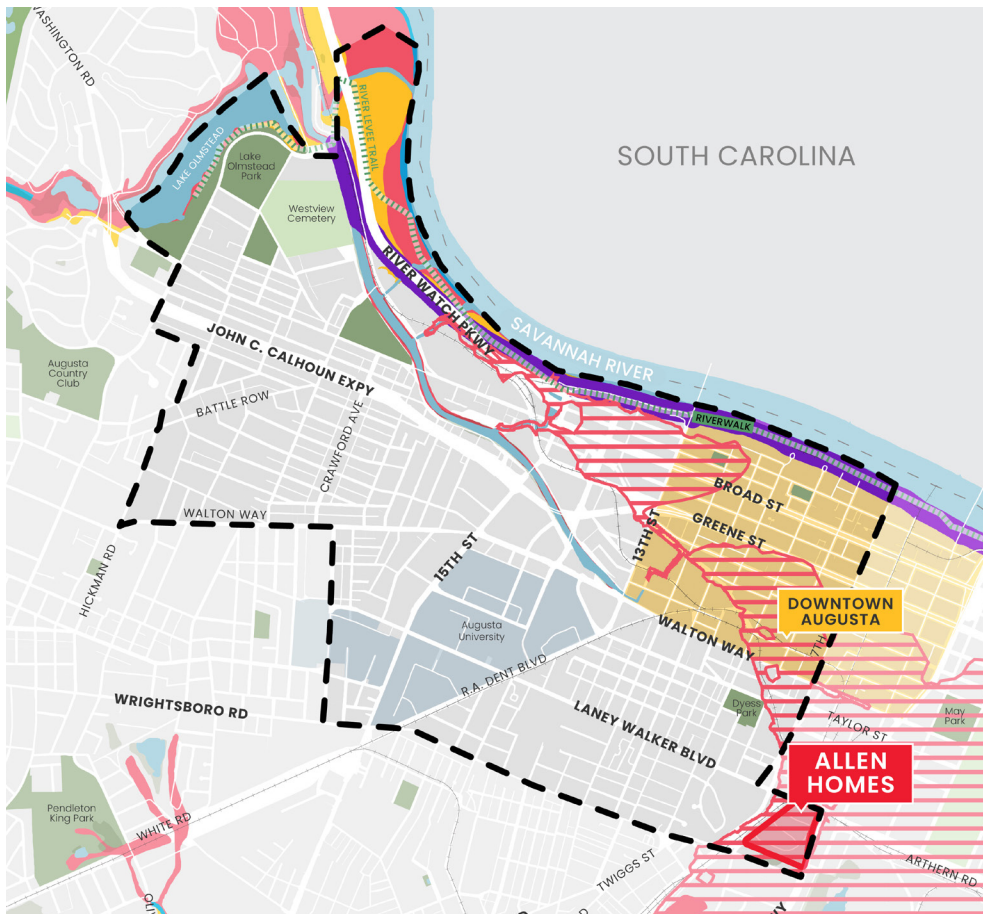 WASHINGTON RD
SOUTH CAROLINA
RIVER LEVEE TRAIL
LAKE OLMSTEAD
Lake
Olmstead
Park
Westview
Cemetery
RIVER WATCH PKWY
SAVANNAH RIVER
JOHN C. CALHOUN EXPY
Augusta
Country
Club
BATTLE ROW
CRAWFORD AVE
RIVERWALK
BROAD ST
GREENE ST
WALTON WAY
13TH ST
15TH ST
HICKMAN RD
DOWNTOWN
AUGUSTA
Augusta
University
WALTON WAY
7TH
R.A. DENT BLVD
WRIGHTSBORO RD
LANEY WALKER BLVD
Dyess
Park
TAYLOR ST
May
Park
ALLEN
HOMES
Pendleton
King Park
WHITE RD
TWIGGS ST
ARTHERN RD